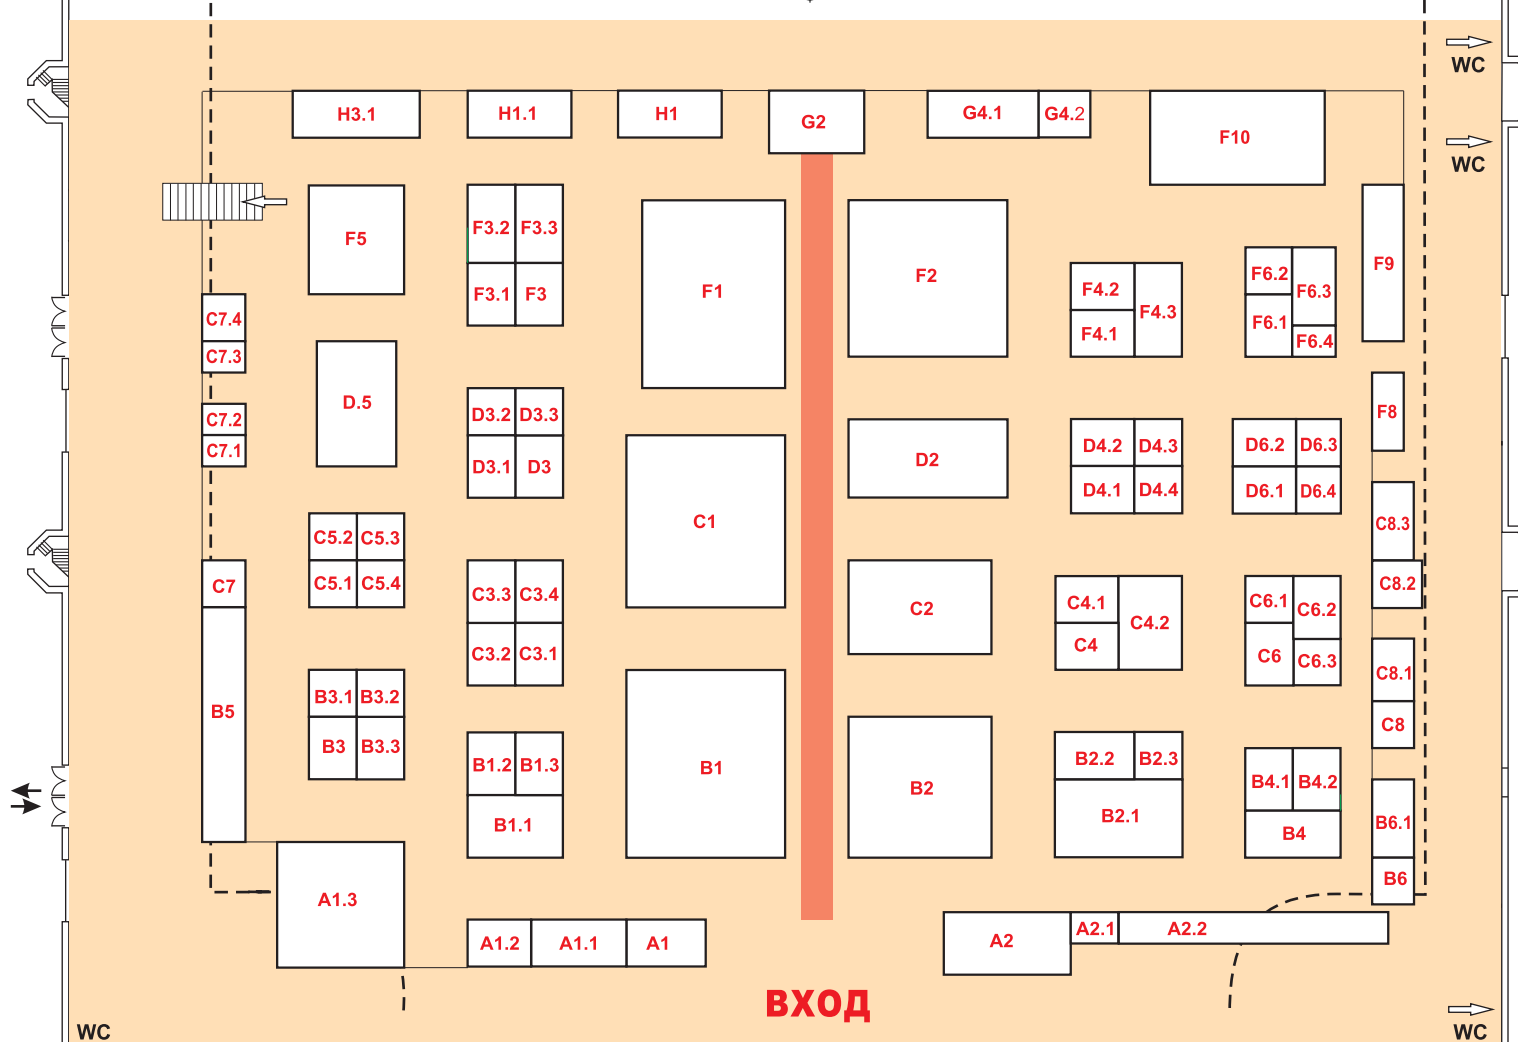 WC
H3.1
H1.1
H1
G2
G4.1
G4.2
F10
WC
F5
F3.2
F3.3
F3.1
F3
F1
F2
F4.2
F4.1
F4.3
F6.2
F6.3
F6.1
F6.4
F9
C7.4
C7.3
C7.2
C7.1
D.5
D3.2
D3.3
D3.1
D3
D2
D4.2
D4.3
D4.1
D4.4
D6.2
D6.3
D6.1
D6.4
F8
C5.2
C5.3
C5.1
C5.4
C1
C8.3
C8.2
C7
C3.3
C3.4
C3.2
C3.1
C2
C4.1
C4
C4.2
C6.1
C6.2
C6
C6.3
C8.1
C8
B5
B3.1
B3.2
B3
B3.3
B1.2
B1.3
B1.1
B1
B2
B2.2
B2.3
B2.1
B4.1
B4.2
B4
B6.1
B6
A1.3
A1.2
A1.1
A1
A2
A2.1
A2.2
ВХОД
WC
WC